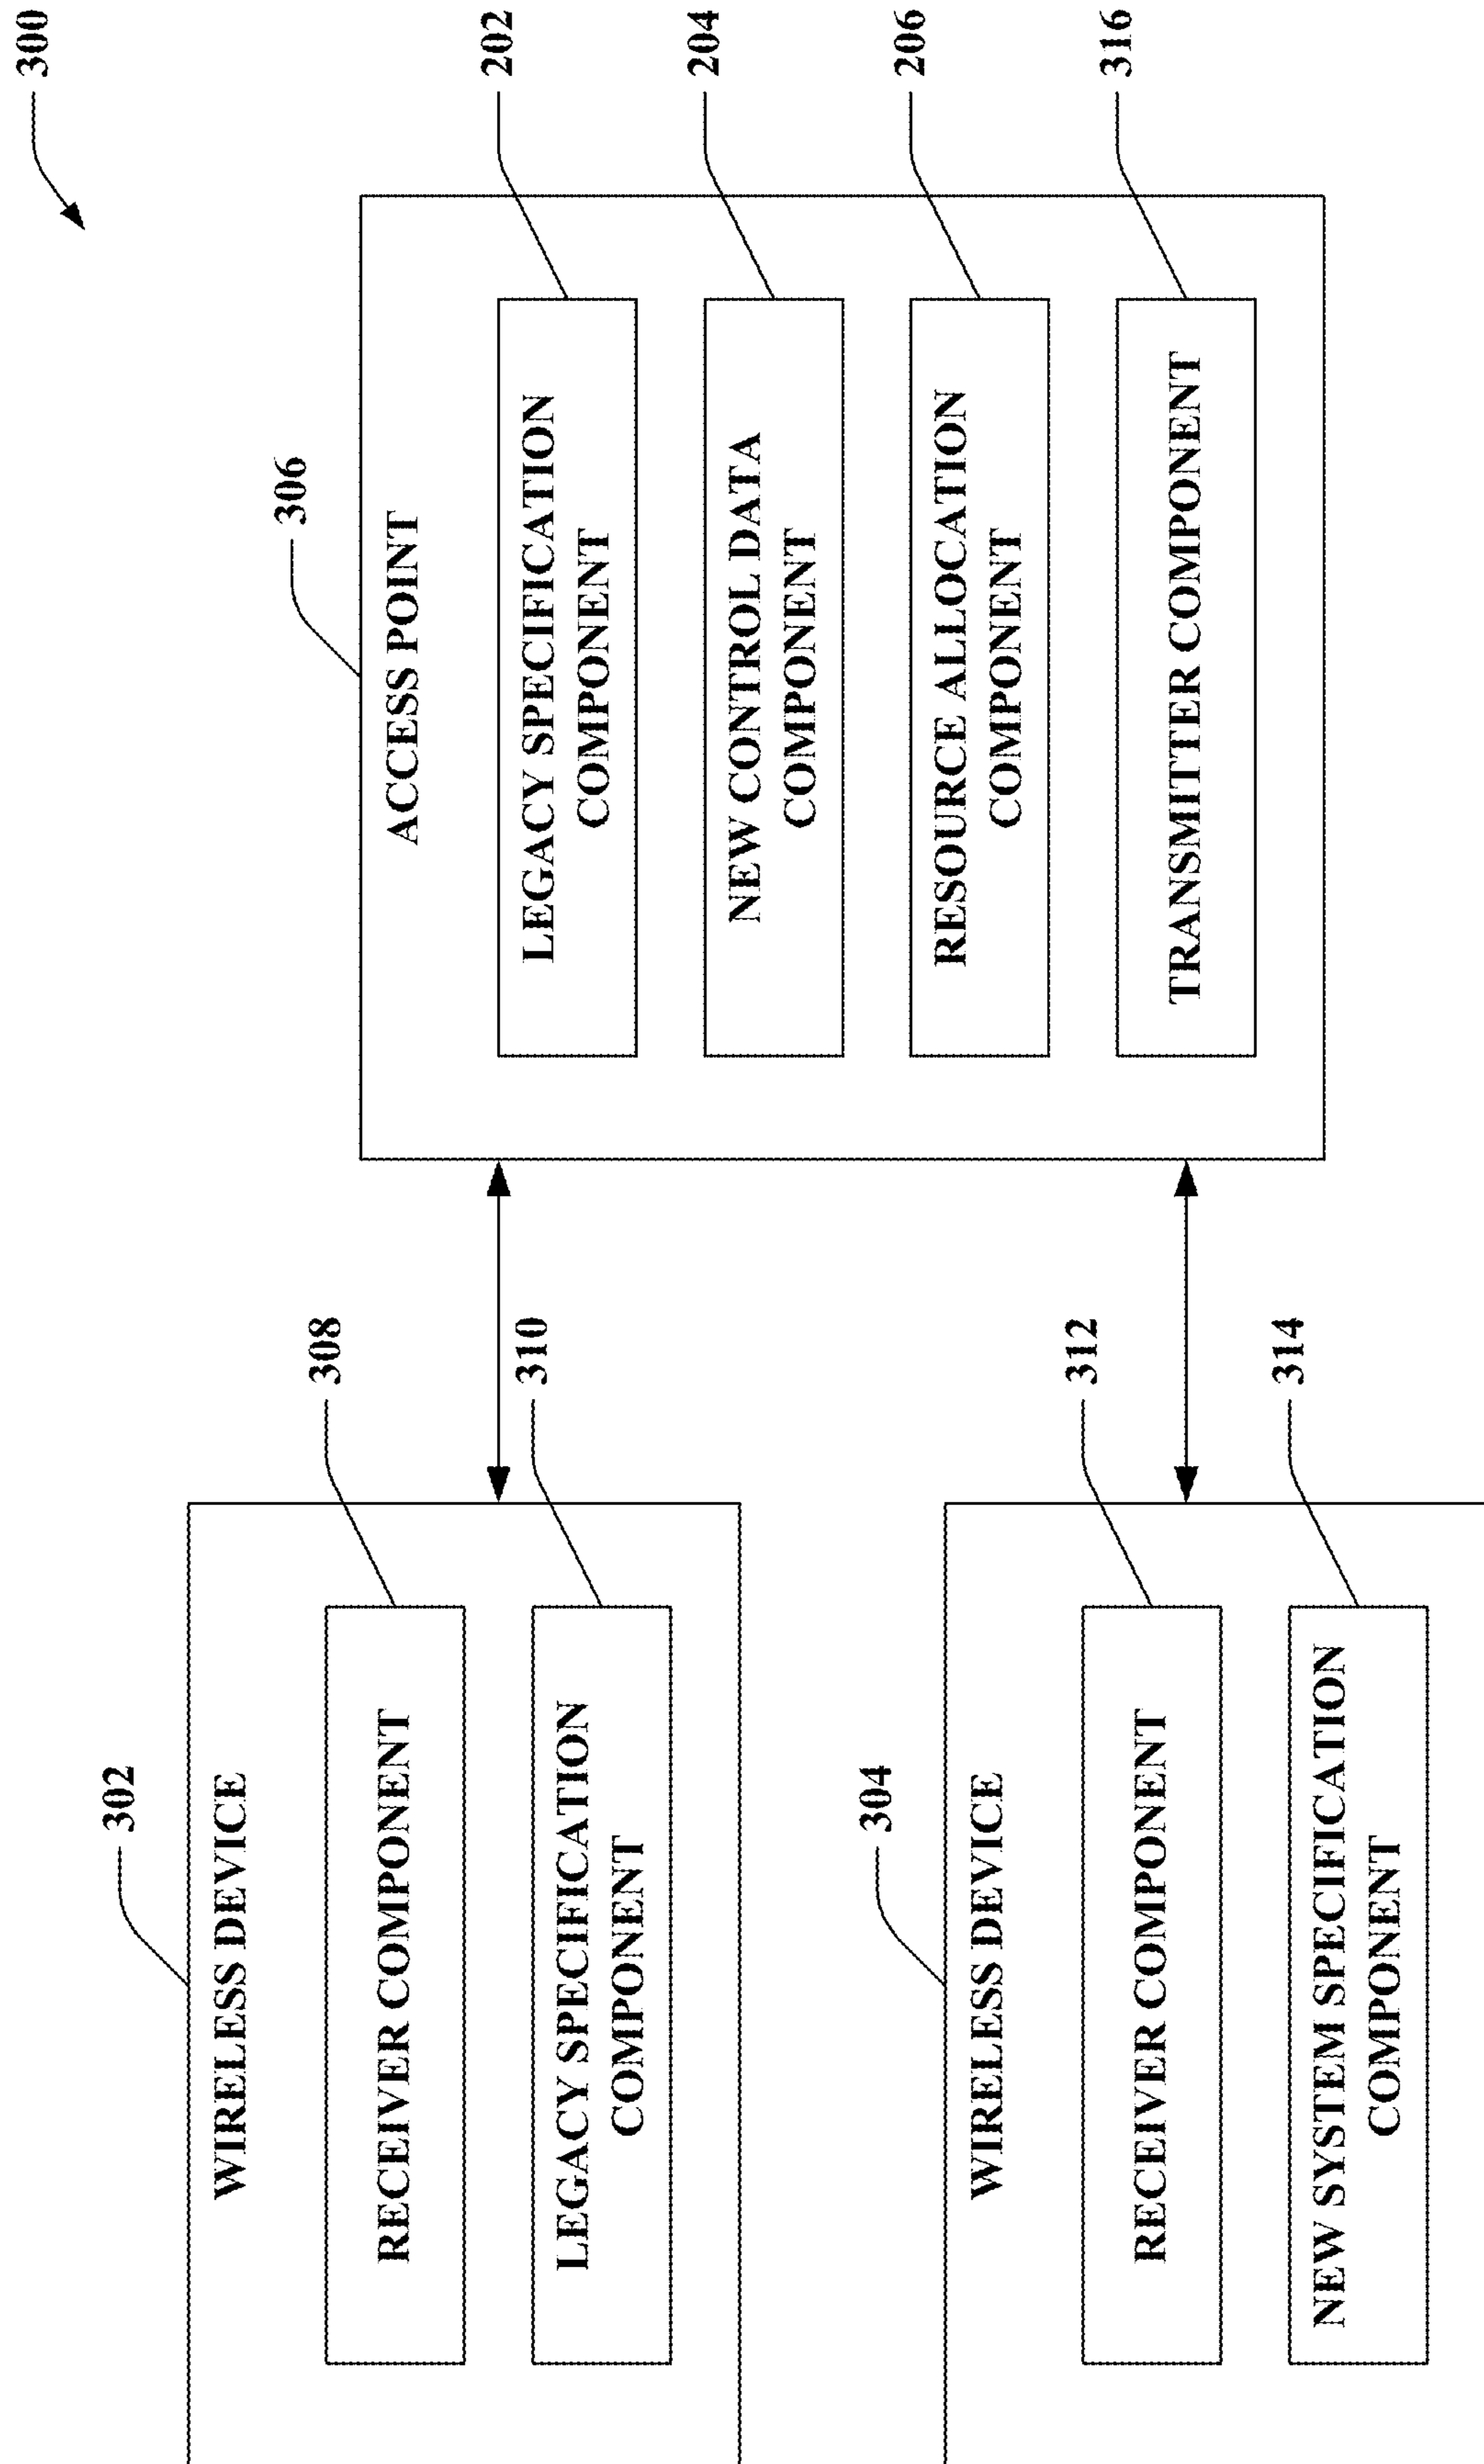 300
302
WIRELESS DEVICE
308
RECEIVER COMPONENT
310
LEGACY SPECIFICATION
COMPONENT
304
WIRELESS DEVICE
312
RECEIVER COMPONENT
314
NEW SYSTEM SPECIFICATION
COMPONENT
306
ACCESS POINT
202
LEGACY SPECIFICATION
COMPONENT
204
NEW CONTROL DATA
COMPONENT
206
RESOURCE ALLOCATION
COMPONENT
316
TRANSMITTER COMPONENT